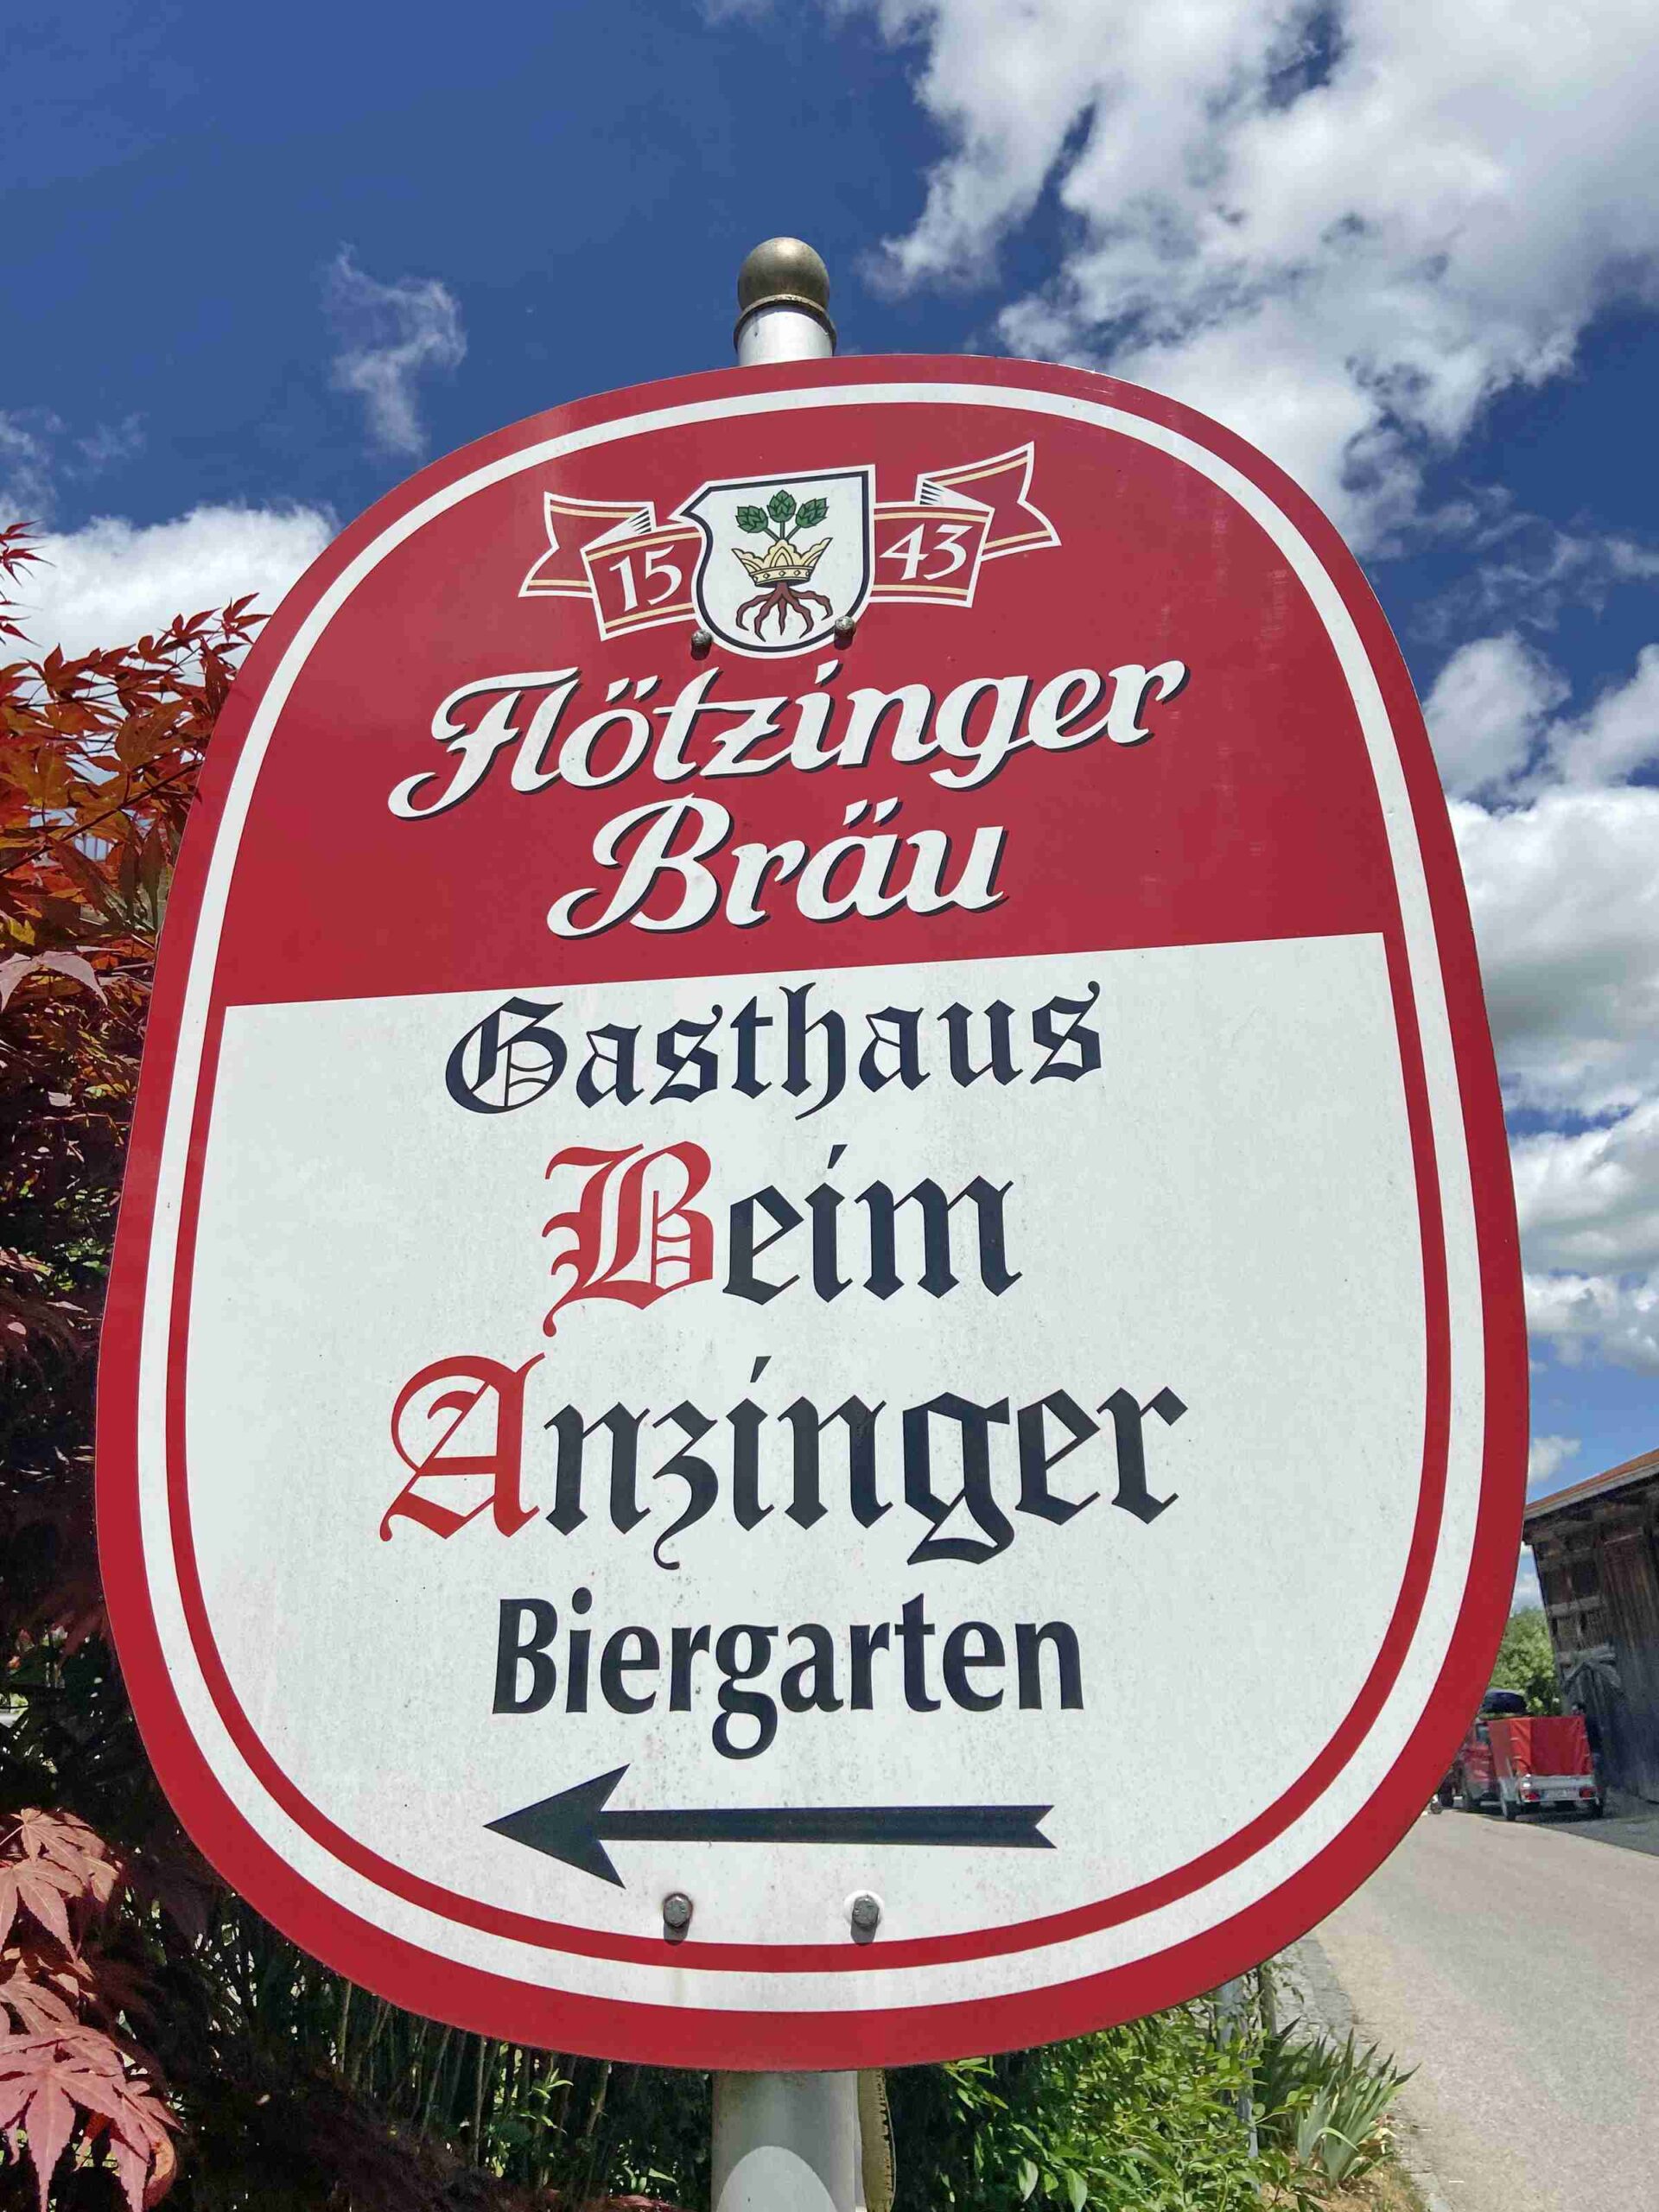 15 43
Flötzinger
Bräu
Gasthaus
Beim
Anzinger
Biergarten